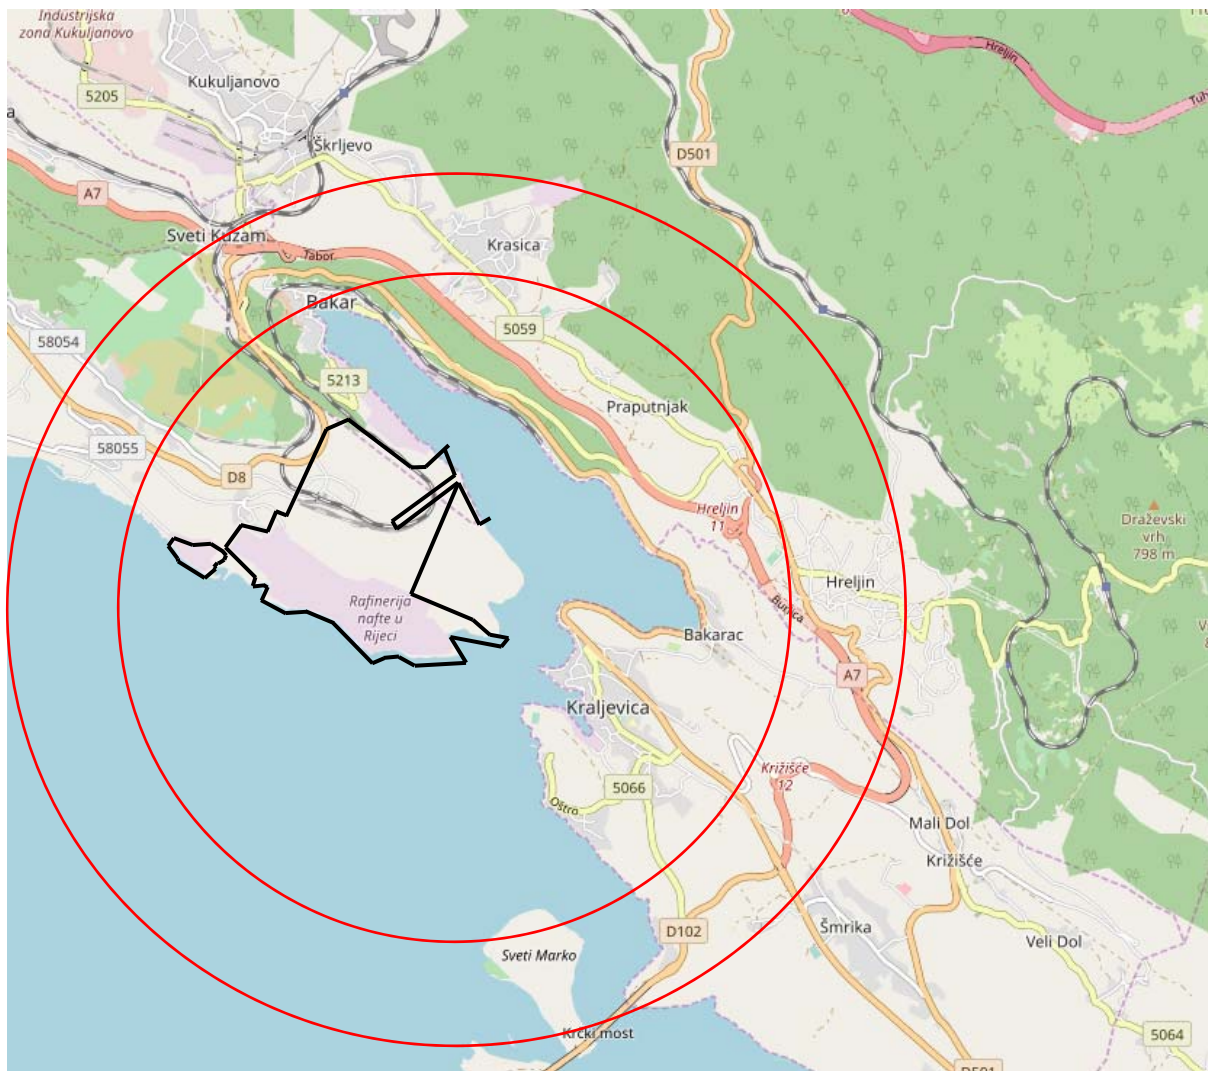 Industrijska
zona Kukuljanovo
Kukuljanovo
5205
Škrljevo
Hreljin
D501
A7
Sveti Kuzam
Tabor
Krasica
Bakar
5059
58054
5213
Praputnjak
58055
D8
Hreljin
11
Draževski
vrh
798 m
Hreljin
Burlica
Rafinerija
nafte u
Rijeci
Bakarac
A7
Kraljevica
Križišće
12
5066
Oštro
Mali Dol
Križišće
D102
Šmrika
Veli Dol
Sveti Marko
Krčki most
5064
D501